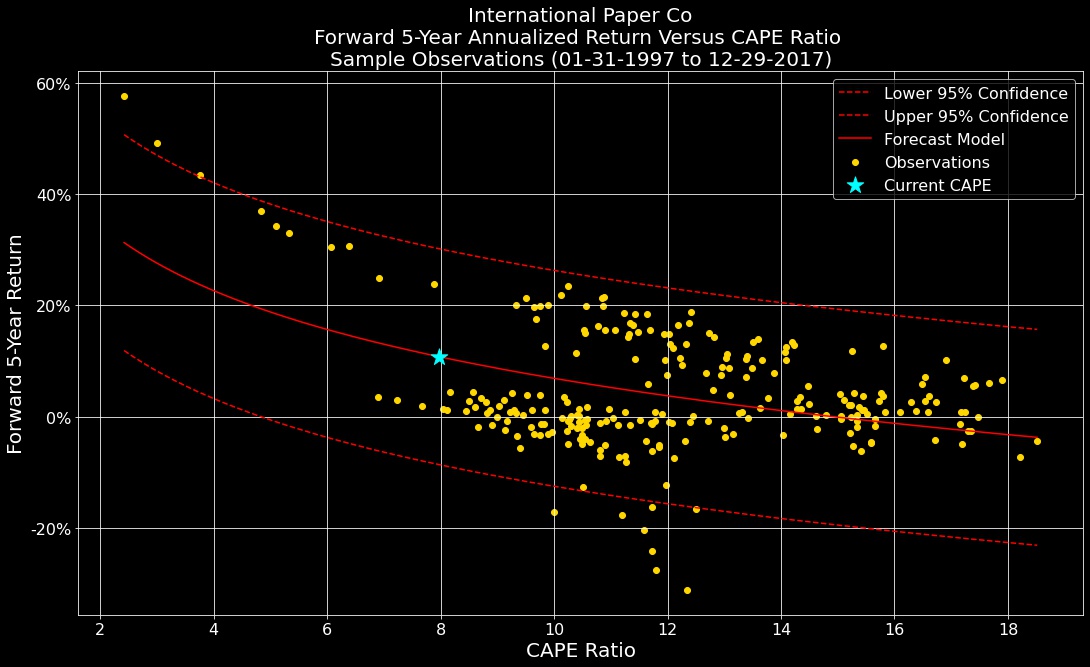 International Paper Co
Forward 5-Year Annualized Return Versus CAPE Ratio
Sample Observations (01-31-1997 to 12-29-2017)
Lower 95% Confidence
Upper 95% Confidence
Forecast Model
Observations
Current CAPE
Forward 5-Year Return
60%
40%
20%
0%
-20%
2 4 6 8 10 12 14 16 18
CAPE Ratio